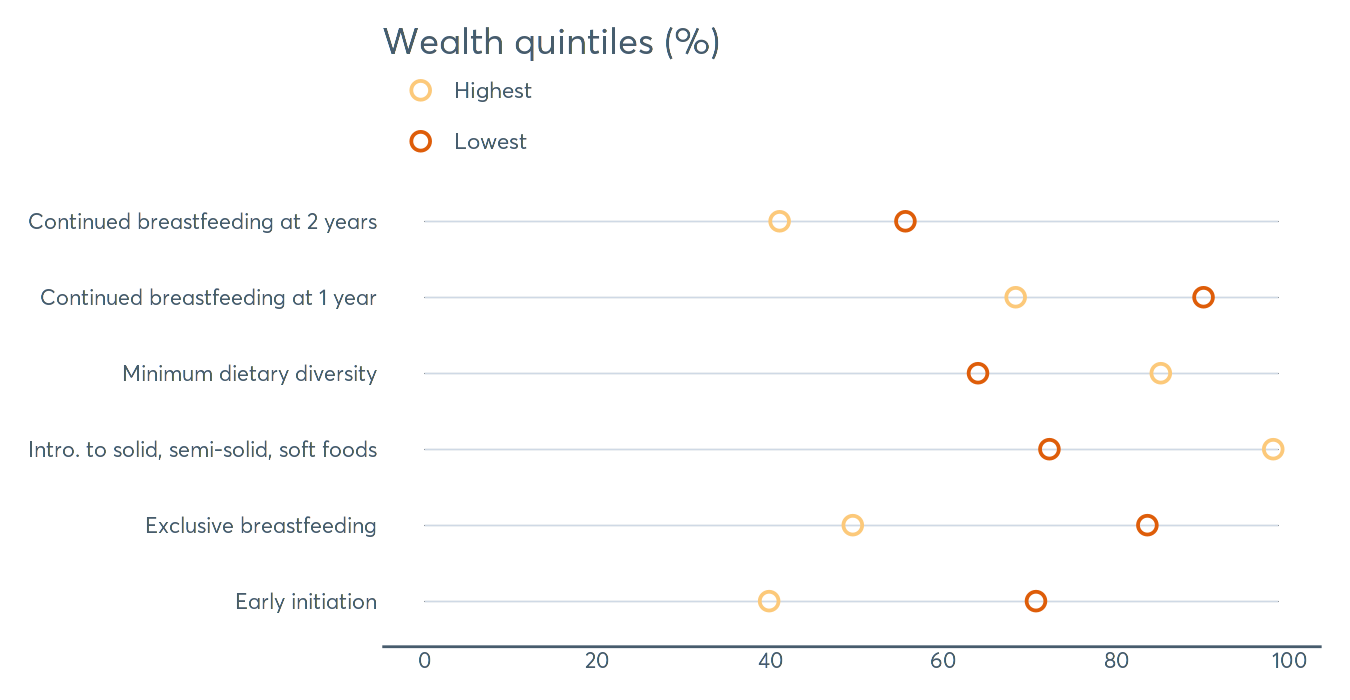 Wealth quintiles (%)
Highest
Lowest
Continued breastfeeding at 2 years
Continued breastfeeding at 1 year
Minimum dietary diversity
Intro. to solid, semi-solid, soft foods
Exclusive breastfeeding
Early initiation
0 20 40 60 80 100